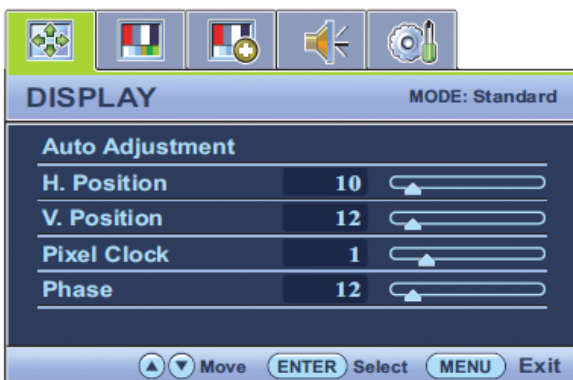 DISPLAY MODE: Standard
Auto Adjustment
H. Position 10
V. Position 12
Pixel Clock 1
Phase 12
Move ENTER Select MENU Exit